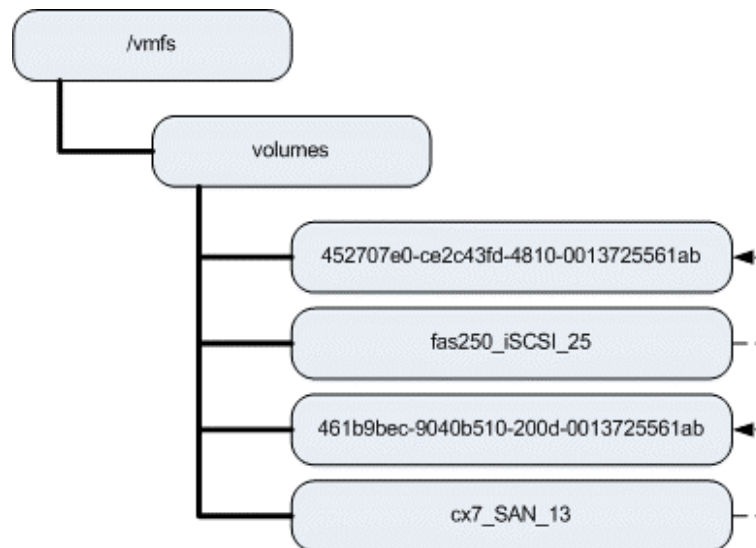 /vmfs
volumes
452707e0-ce2c43fd-4810-0013725561ab
fas250_iSCSI_25
461b9bec-9040b510-200d-0013725561ab
cx7_SAN_13